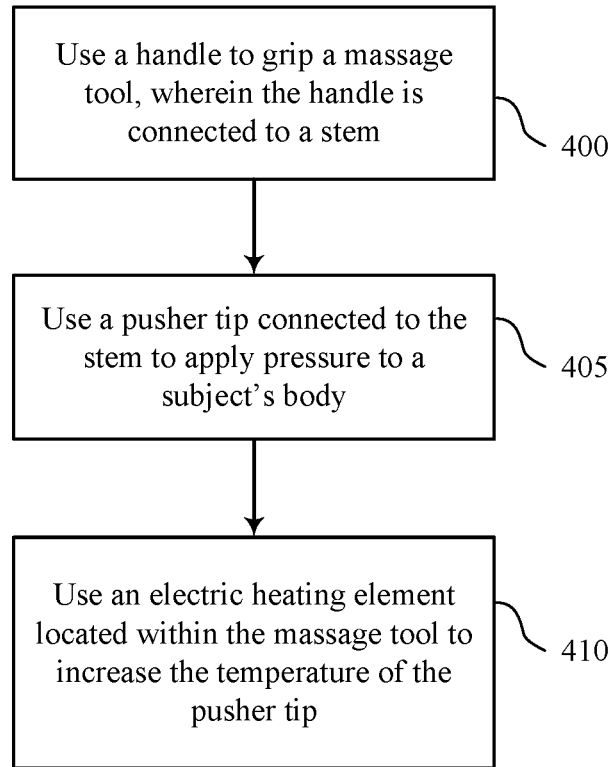 Use a handle to grip a massage
tool, wherein the handle is
connected to a stem
400
Use a pusher tip connected to the
stem to apply pressure to a
subject’s body
405
Use an electric heating element
located within the massage tool to
increase the temperature of the
pusher tip
410